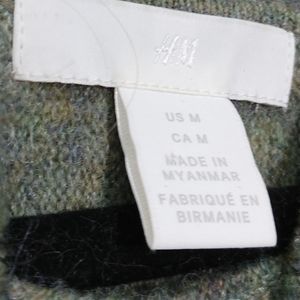 H&M
US M
CA M
MADE IN
MYANMAR
FABRIQUÉ EN
BIRMANIE